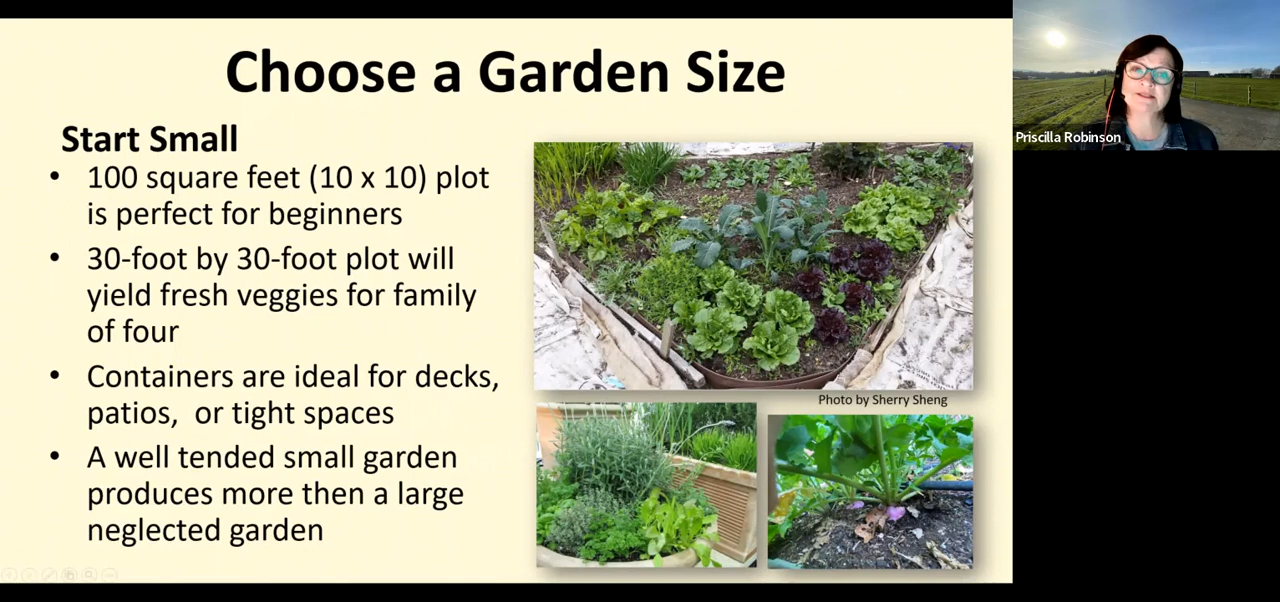 Choose a Garden Size
Start Small
• 100 square feet (10 x 10) plot
is perfect for beginners
• 30-foot by 30-foot plot will
yield fresh veggies for family
of four
• Containers are ideal for decks,
patios, or tight spaces
• A well tended small garden
produces more then a large
neglected garden
Photo by Sherry Sheng
Priscilla Robinson